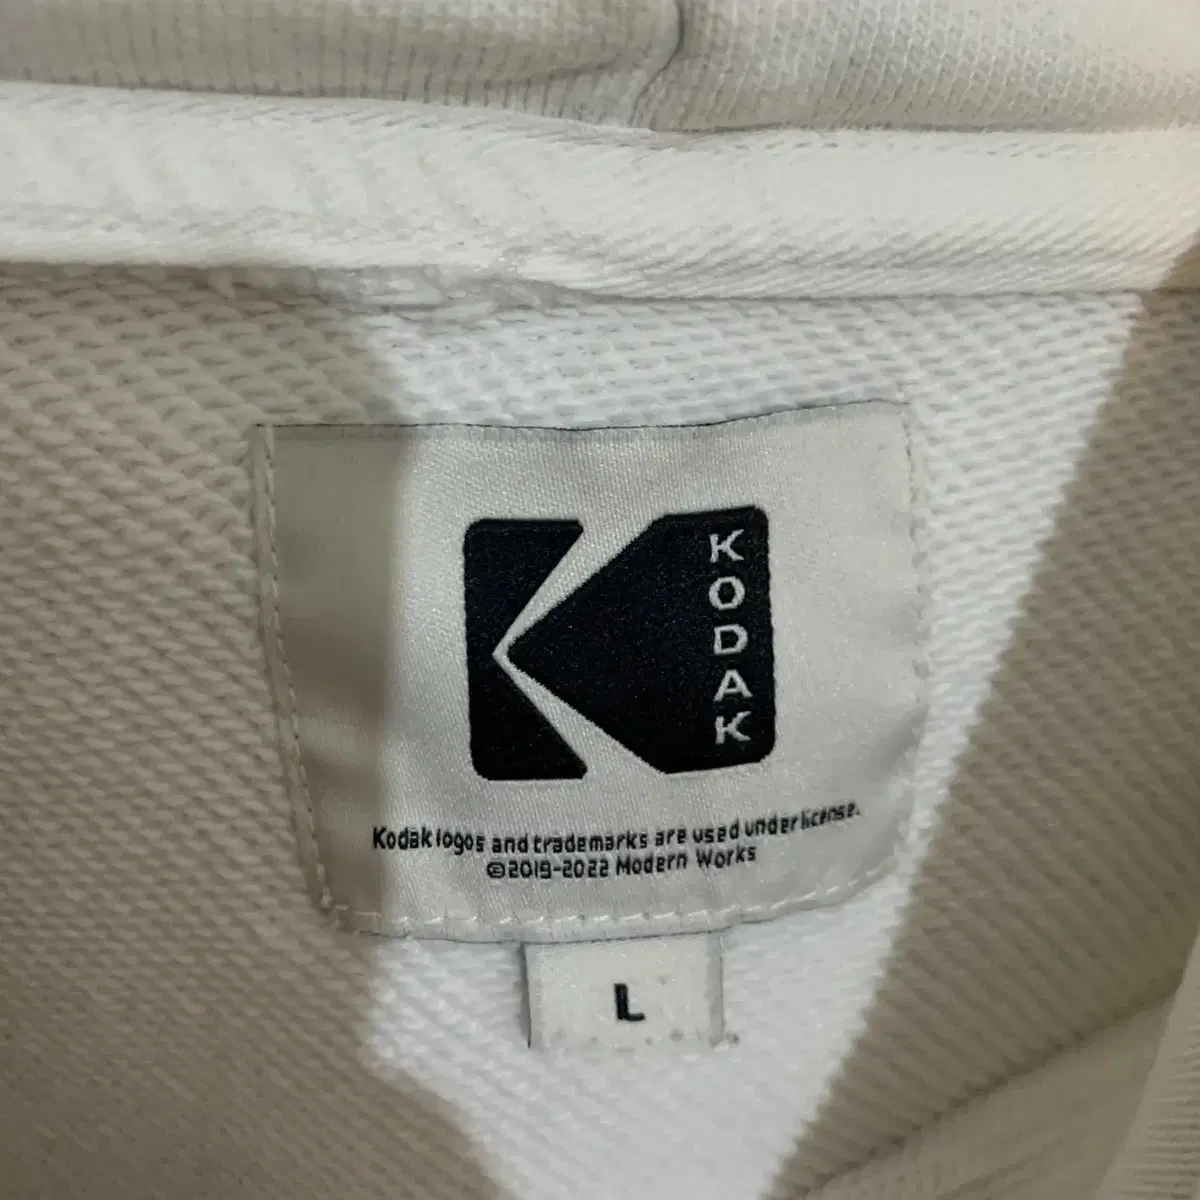 KODAK
Kodak logos and trademarks are used under license.
©2019-2022 Modern Works
L